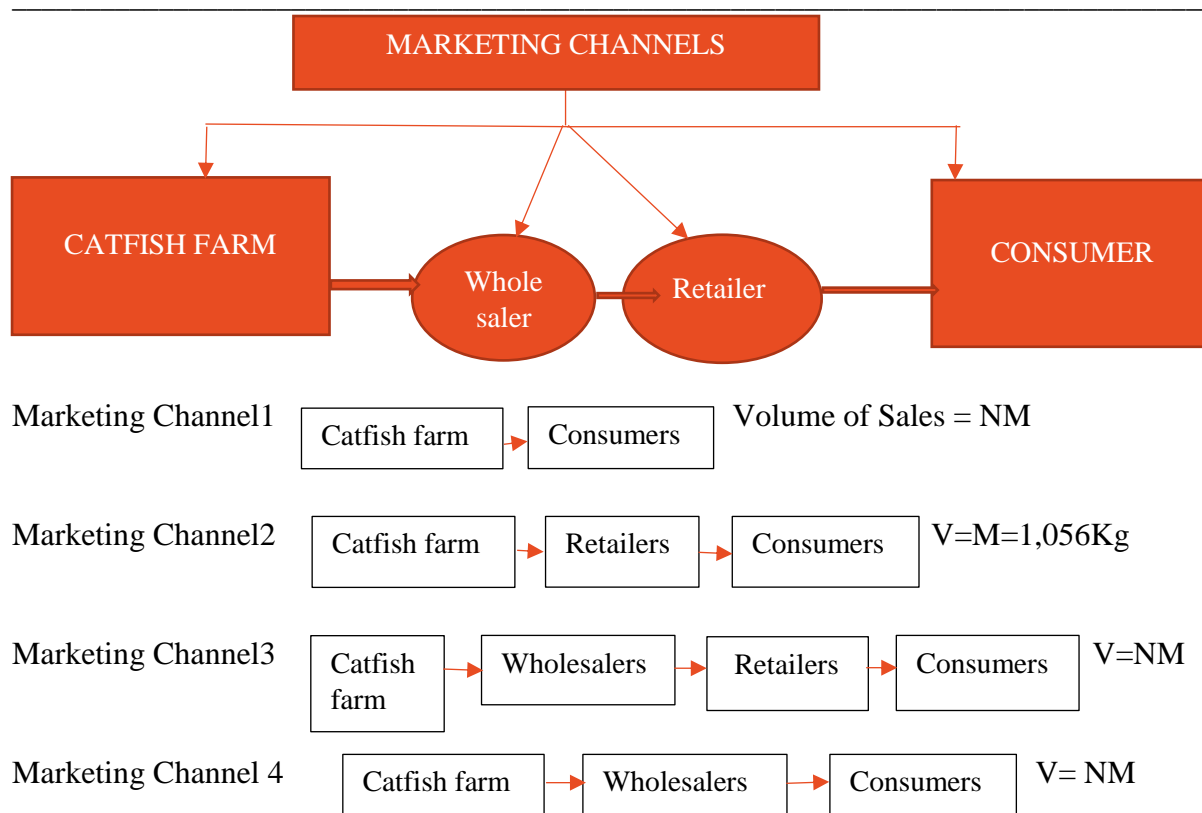 MARKETING CHANNELS
CATFISH FARM
Whole
saler
Retailer
CONSUMER
Marketing Channel1
Catfish farm
Consumers
Volume of Sales = NM
Marketing Channel2
Catfish farm
Retailers
Consumers
V=M=1,056Kg
Marketing Channel3
Catfish
farm
Wholesalers
Retailers
Consumers
V=NM
Marketing Channel 4
Catfish farm
Wholesalers
Consumers
V= NM